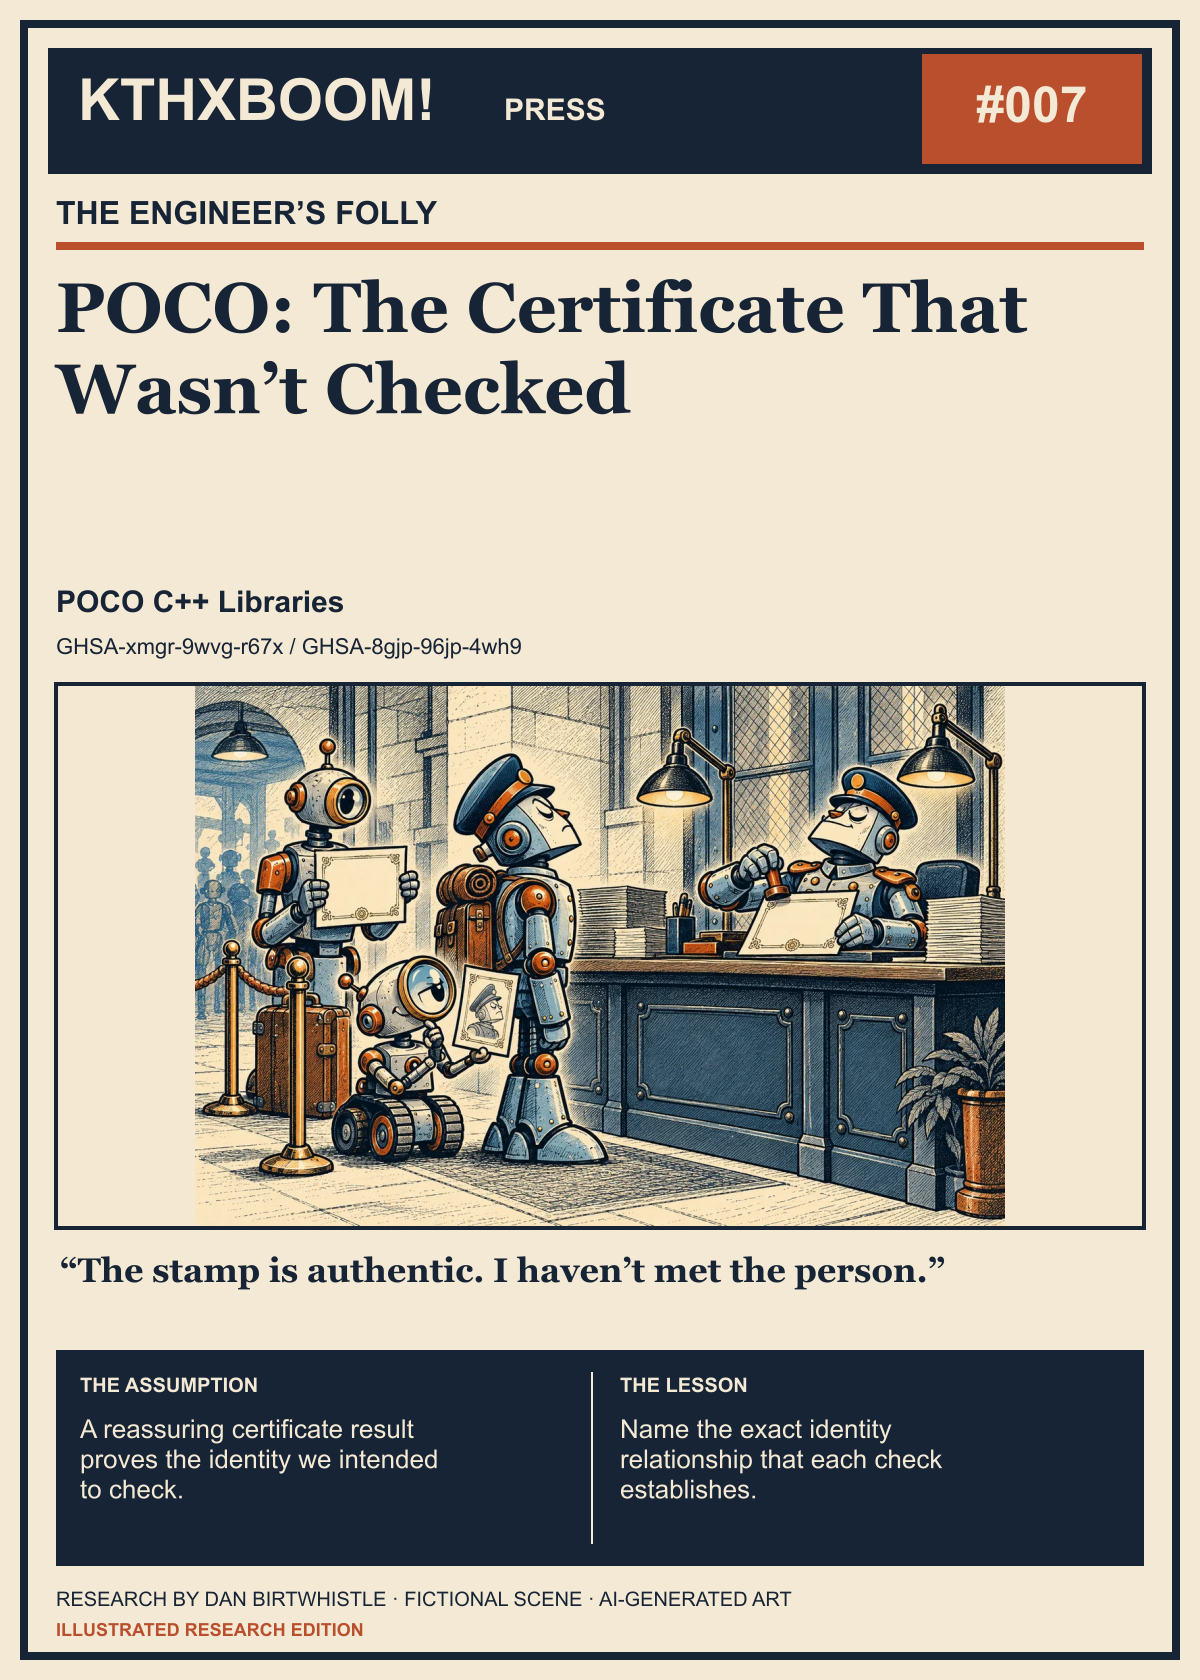 KTHXBOOM! PRESS #007
THE ENGINEER’S FOLLY
POCO: The Certificate That
Wasn’t Checked
POCO C++ Libraries
GHSA-xmgr-9wvg-r67x / GHSA-8gjp-96jp-4wh9
“The stamp is authentic. I haven’t met the person.”
THE ASSUMPTION
A reassuring certificate result
proves the identity we intended
to check.
THE LESSON
Name the exact identity
relationship that each check
establishes.
RESEARCH BY DAN BIRTWHISTLE · FICTIONAL SCENE · AI-GENERATED ART
ILLUSTRATED RESEARCH EDITION